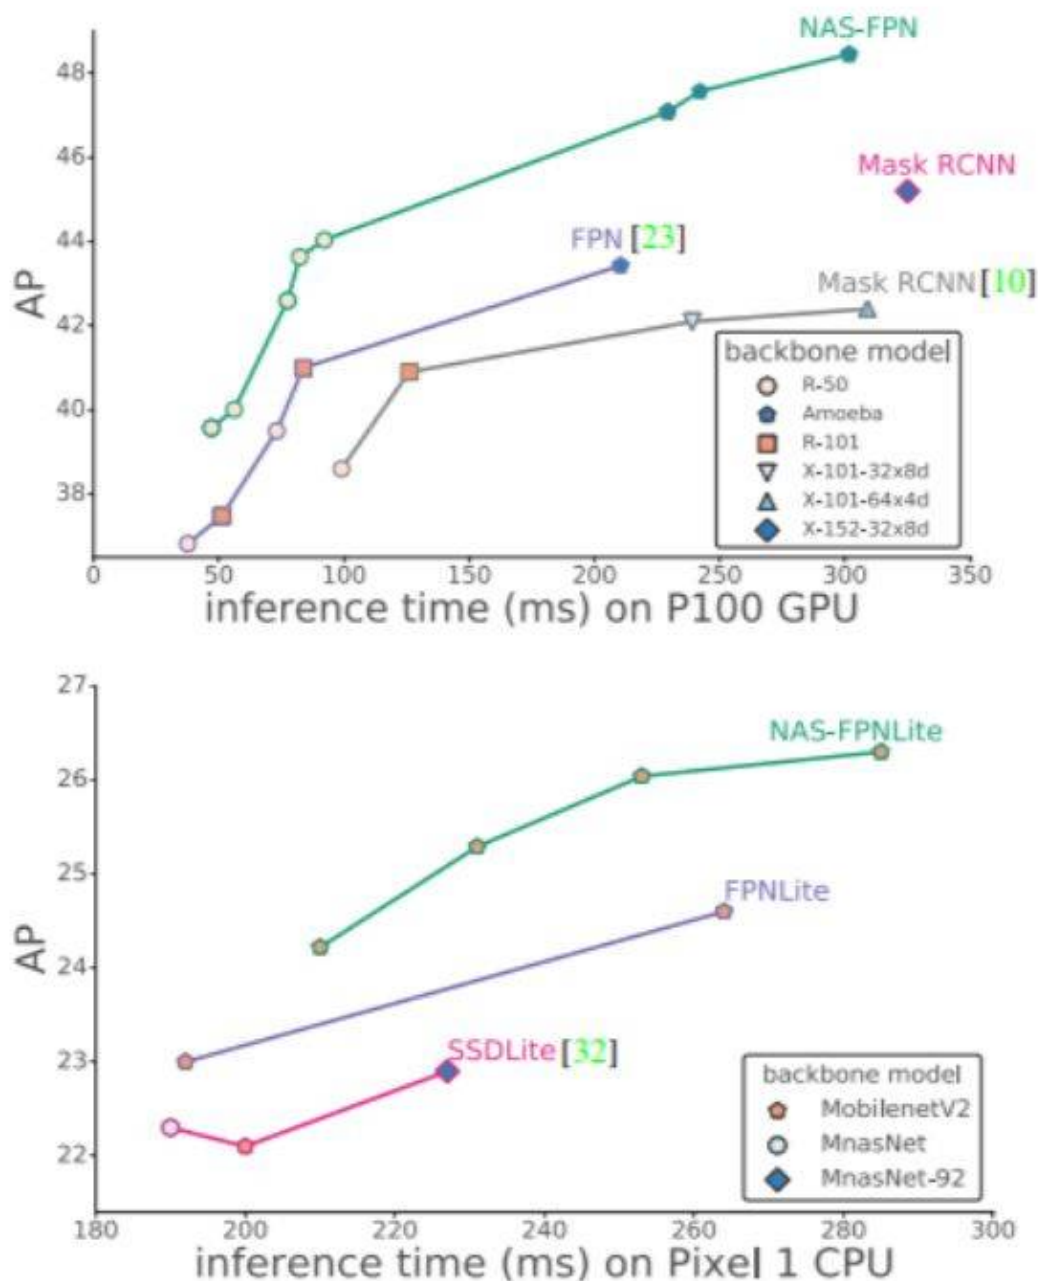 NAS-FPN
48
Mask RCNN
46
FPN [23]
44
Mask RCNN[10]
AP
42
backbone model
R-50
40
Amoeba
R-101
X-101-32x8d
38
X-101-64x4d
X-152-32x8d
0 50 100 150 200 250 300 350
inference time (ms) on P100 GPU
27
NAS-FPNLite
26
25
FPNLite
AP
24
23
SSDLite[32]
backbone model
MobilenetV2
22
MnasNet
MnasNet-92
180 200 220 240 260 280 300
inference time (ms) on Pixel 1 CPU